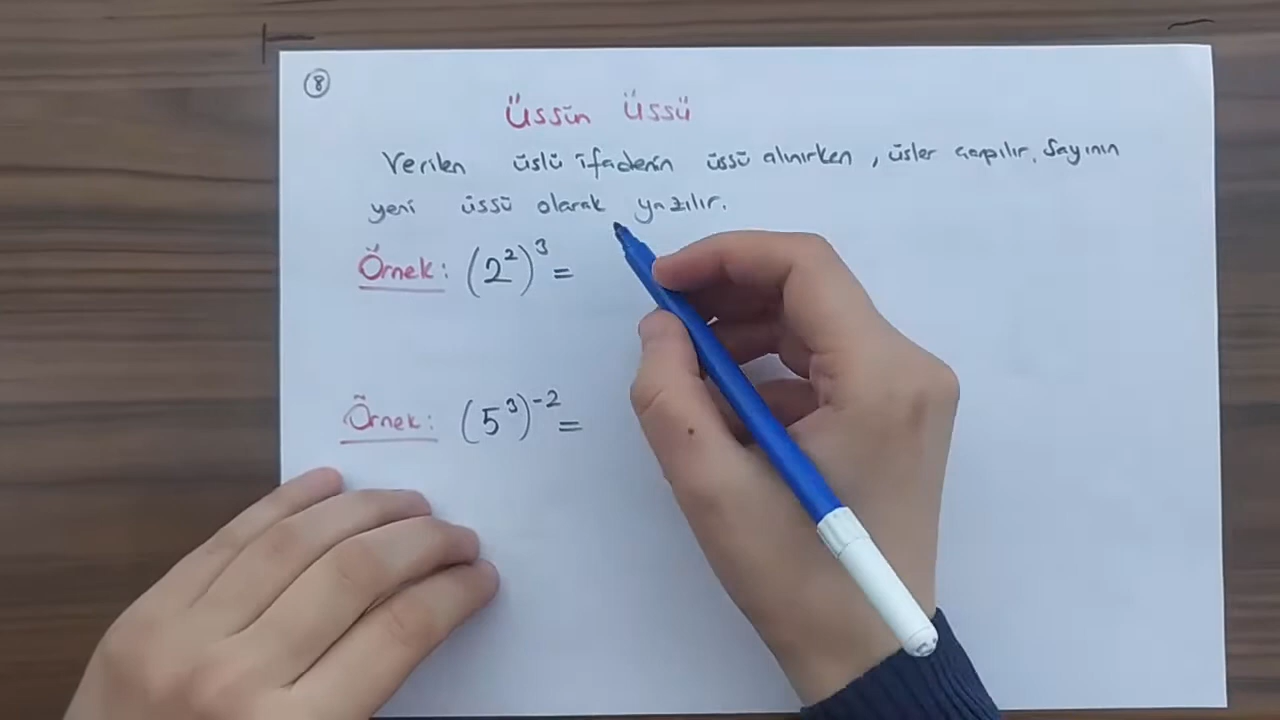 8
Üssün Üssü
Verilen üslü ifadenin üssü alınırken, üsler çarpılır, Sayının
yeni üssü olarak yazılır.
Örnek: (2²)³ =
Örnek: (5³)⁻² =